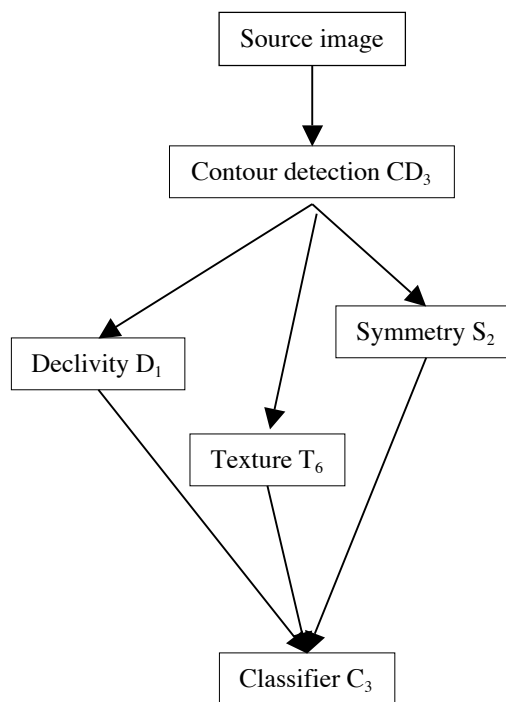 Source image
Contour detection CD₃
Symmetry S₂
Declivity D₁
Texture T₆
Classifier C₃